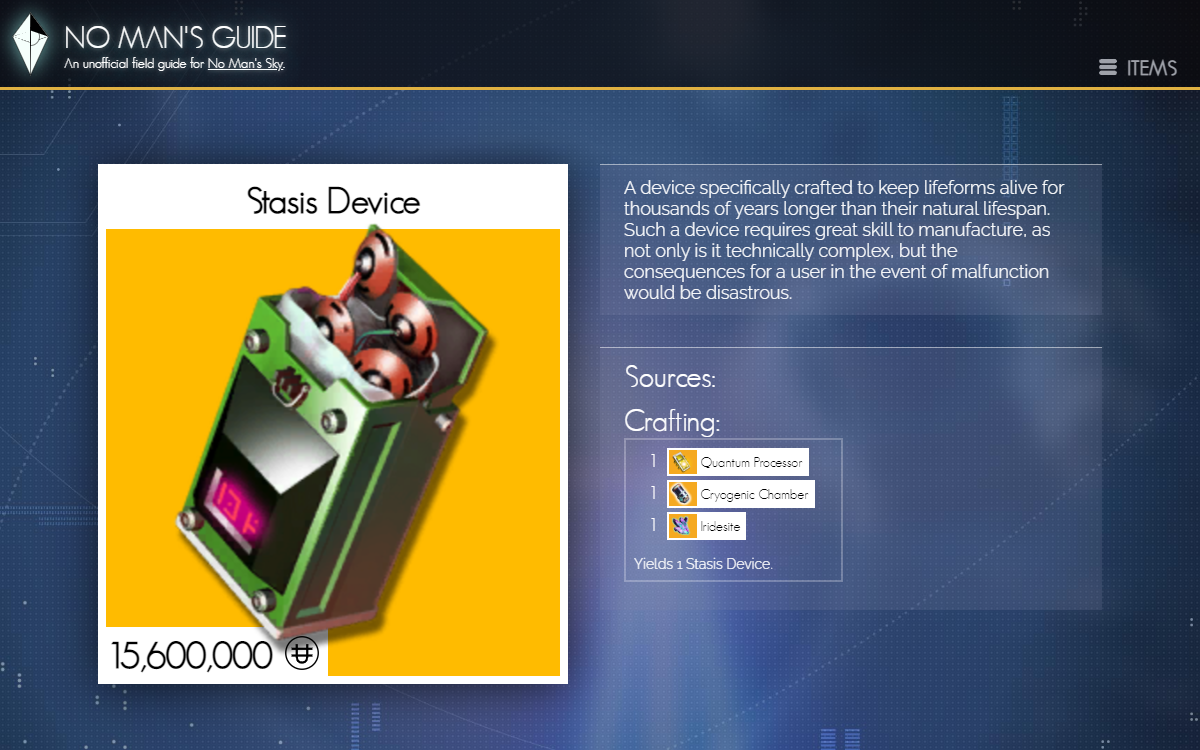 NO MAN'S GUIDE
An unofficial field guide for No Man's Sky.
ITEMS
Stasis Device
15,600,000
A device specifically crafted to keep lifeforms alive for
thousands of years longer than their natural lifespan.
Such a device requires great skill to manufacture, as
not only is it technically complex, but the
consequences for a user in the event of malfunction
would be disastrous.
Sources:
Crafting:
1 Quantum Processor
1 Cryogenic Chamber
1 Iridesite
Yields 1 Stasis Device.